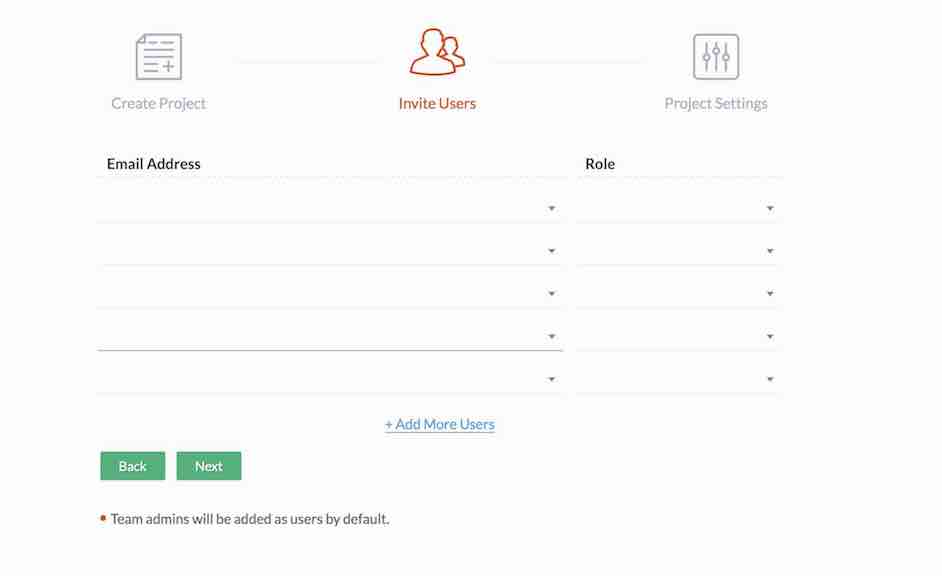 Create Project
Invite Users
Project Settings
Email Address
Role
+ Add More Users
Back
Next
Team admins will be added as users by default.